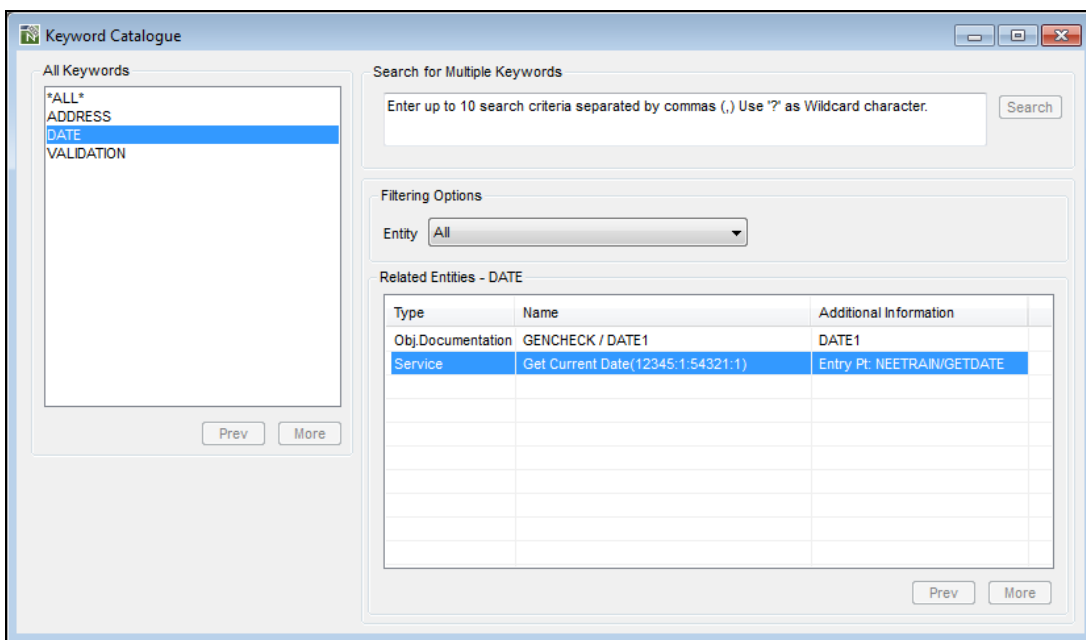 Keyword Catalogue
All Keywords
*ALL*
ADDRESS
DATE
VALIDATION
Prev More
Search for Multiple Keywords
Enter up to 10 search criteria separated by commas (,) Use '?' as Wildcard character.
Search
Filtering Options
Entity All
Related Entities - DATE
Type Name Additional Information
Obj.Documentation GENCHECK / DATE1 DATE1
Service Get Current Date(12345:1:54321:1) Entry Pt: NEETRAIN/GETDATE
Prev More